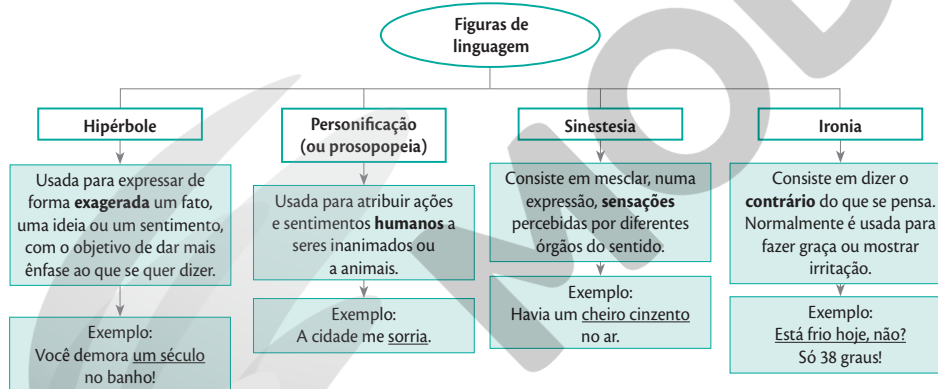 Figuras de
linguagem
Hipérbole
Usada para expressar de
forma exagerada um fato,
uma ideia ou um sentimento,
com o objetivo de dar mais
ênfase ao que se quer dizer.
Exemplo:
Você demora um século
no banho!
Personificação
(ou prosopopeia)
Usada para atribuir ações
e sentimentos humanos a
seres inanimados ou
a animais.
Exemplo:
A cidade me sorria.
Sinestesia
Consiste em mesclar, numa
expressão, sensações
percebidas por diferentes
órgãos do sentido.
Exemplo:
Havia um cheiro cinzento
no ar.
Ironia
Consiste em dizer o
contrário do que se pensa.
Normalmente é usada para
fazer graça ou mostrar
irritação.
Exemplo:
Está frio hoje, não?
Só 38 graus!
MOD